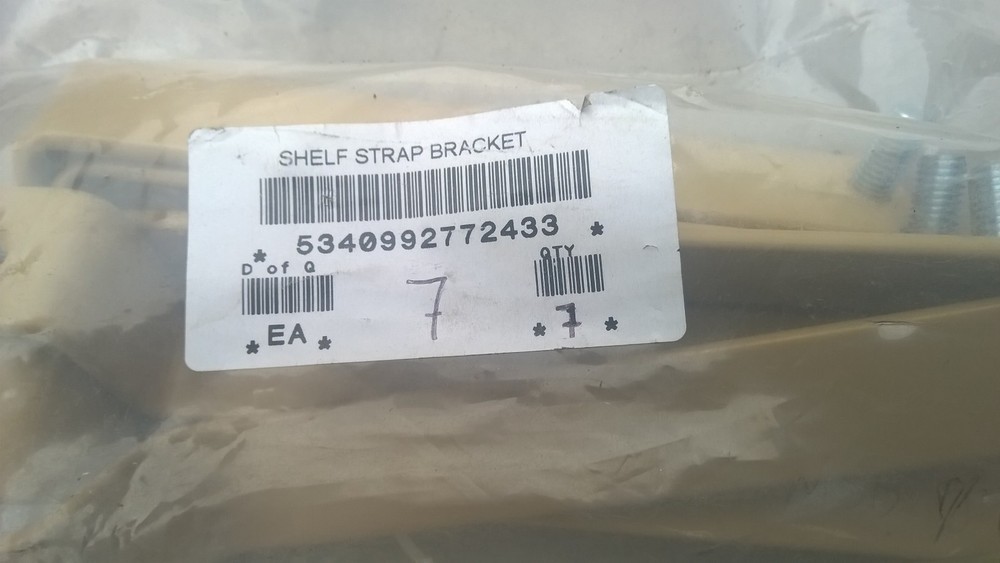 SHELF STRAP BRACKET
* 5340992772433 *
D of Q
QTY
* EA *
7
* 1 *